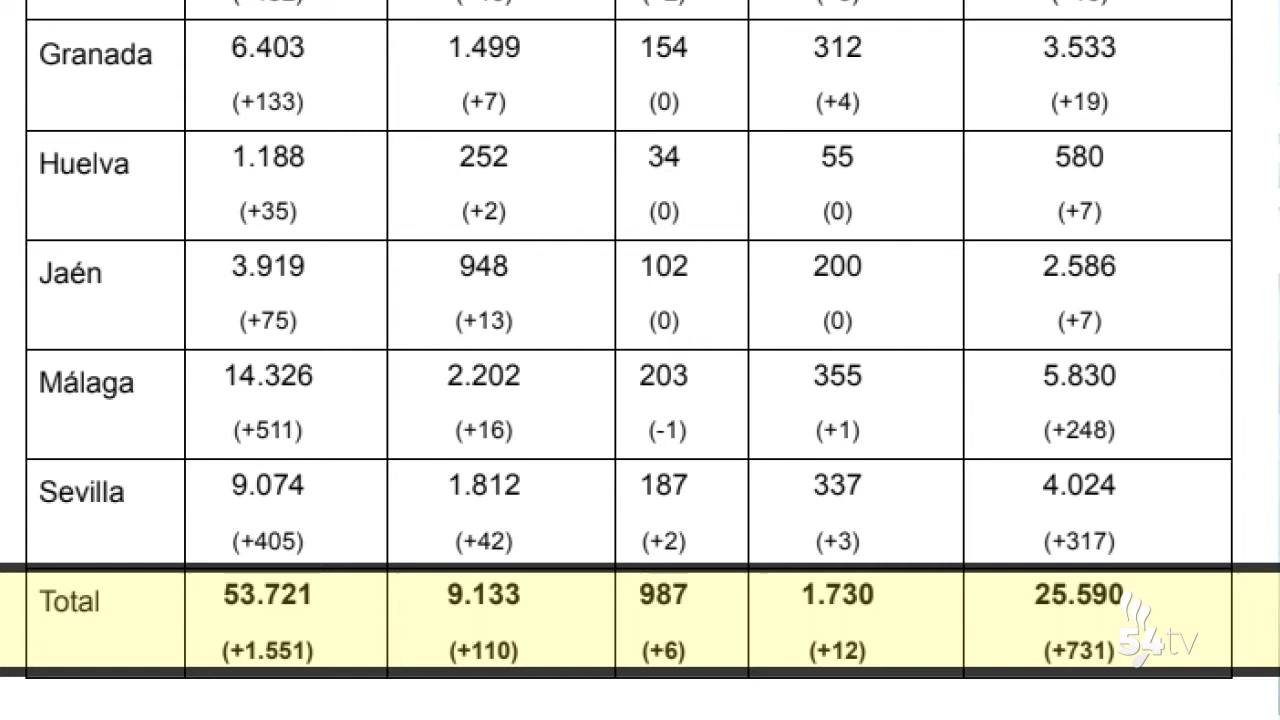 Granada 6.403 1.499 154 312 3.533
(+133) (+7) (0) (+4) (+19)
Huelva 1.188 252 34 55 580
(+35) (+2) (0) (0) (+7)
Jaén 3.919 948 102 200 2.586
(+75) (+13) (0) (0) (+7)
Málaga 14.326 2.202 203 355 5.830
(+511) (+16) (-1) (+1) (+248)
Sevilla 9.074 1.812 187 337 4.024
(+405) (+42) (+2) (+3) (+317)
Total 53.721 9.133 987 1.730 25.590
(+1.551) (+110) (+6) (+12) (+731)
54tv